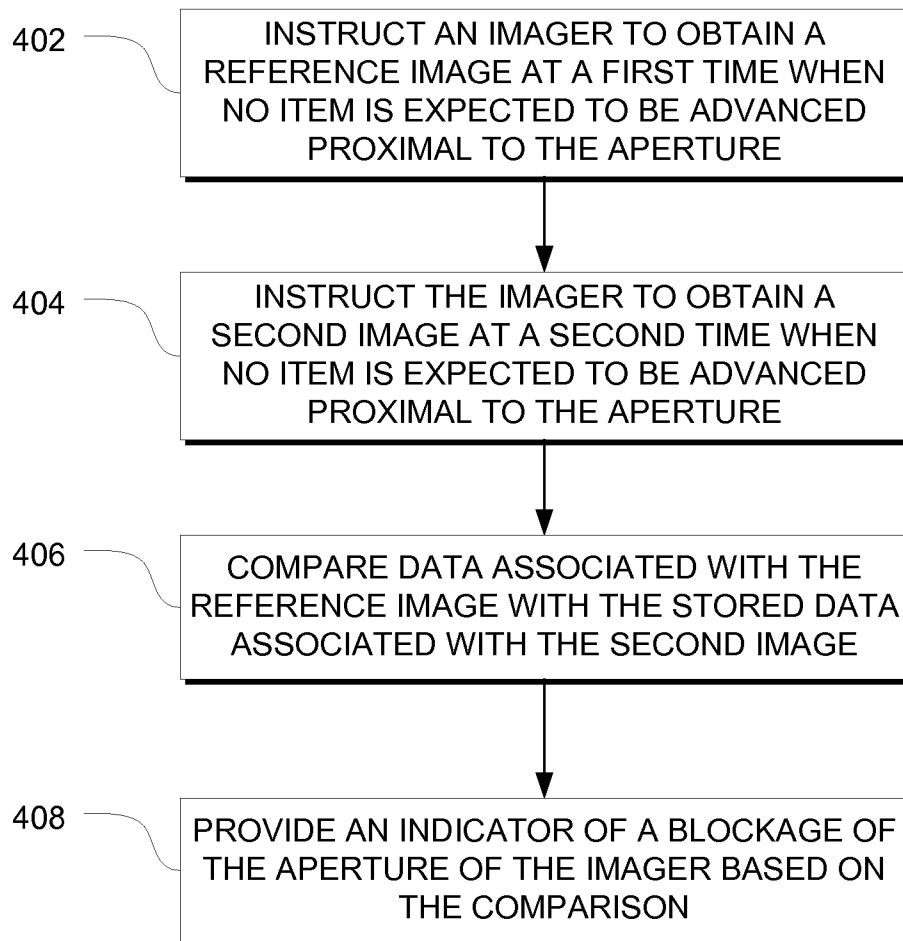 402
INSTRUCT AN IMAGER TO OBTAIN A
REFERENCE IMAGE AT A FIRST TIME WHEN
NO ITEM IS EXPECTED TO BE ADVANCED
PROXIMAL TO THE APERTURE
404
INSTRUCT THE IMAGER TO OBTAIN A
SECOND IMAGE AT A SECOND TIME WHEN
NO ITEM IS EXPECTED TO BE ADVANCED
PROXIMAL TO THE APERTURE
406
COMPARE DATA ASSOCIATED WITH THE
REFERENCE IMAGE WITH THE STORED DATA
ASSOCIATED WITH THE SECOND IMAGE
408
PROVIDE AN INDICATOR OF A BLOCKAGE OF
THE APERTURE OF THE IMAGER BASED ON
THE COMPARISON